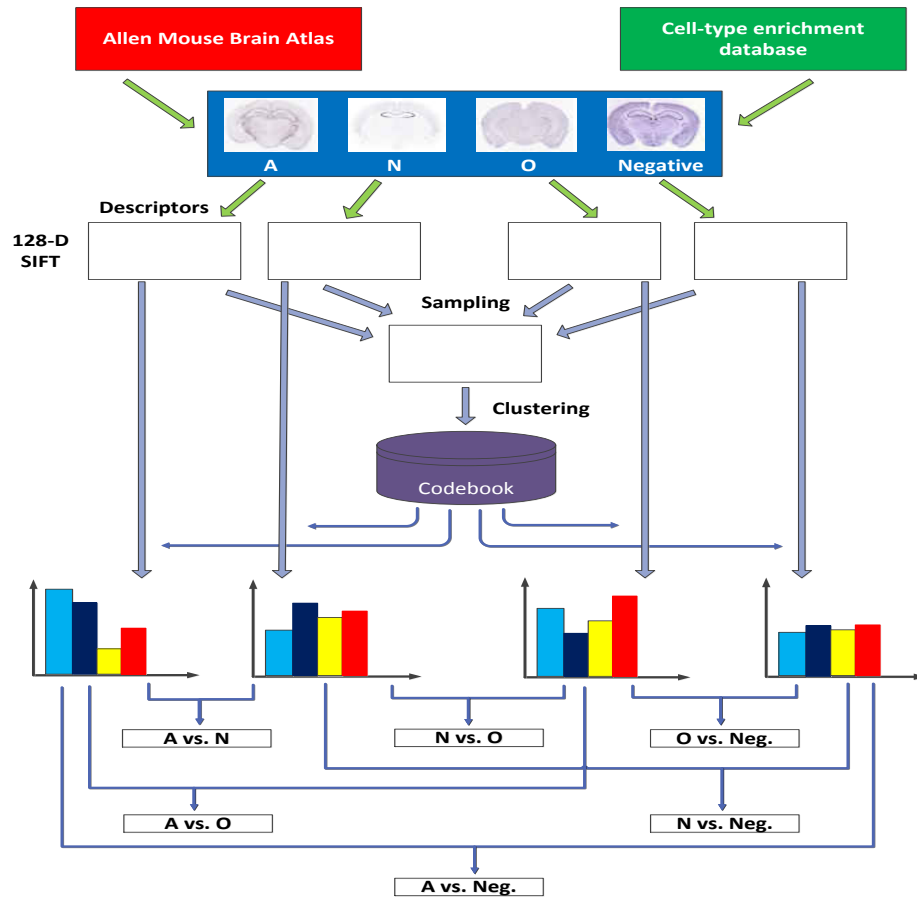 Allen Mouse Brain Atlas
Cell-type enrichment
database
A
N
O
Negative
Descriptors
128-D
SIFT
Sampling
Clustering
Codebook
A vs. N
N vs. O
O vs. Neg.
A vs. O
N vs. Neg.
A vs. Neg.